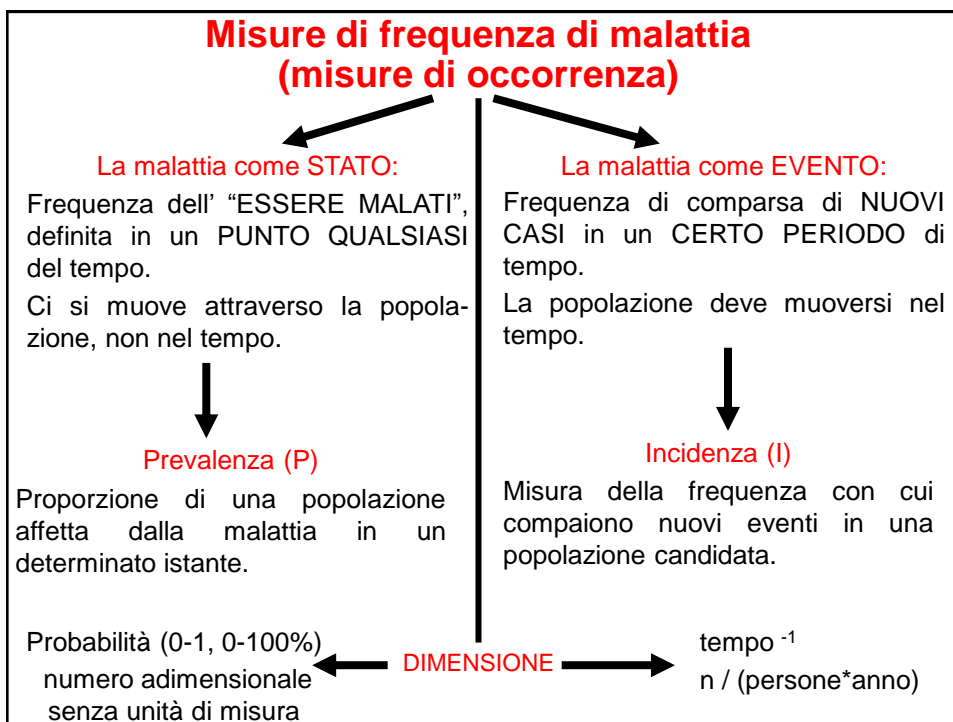 Misure di frequenza di malattia
(misure di occorrenza)
La malattia come STATO:
Frequenza dell' “ESSERE MALATI”,
definita in un PUNTO QUALSIASI
del tempo.
Ci si muove attraverso la popola-
zione, non nel tempo.
Prevalenza (P)
Proporzione di una popolazione
affetta dalla malattia in un
determinato istante.
Probabilità (0-1, 0-100%)
numero adimensionale
senza unità di misura
La malattia come EVENTO:
Frequenza di comparsa di NUOVI
CASI in un CERTO PERIODO di
tempo.
La popolazione deve muoversi nel
tempo.
Incidenza (I)
Misura della frequenza con cui
compaiono nuovi eventi in una
popolazione candidata.
DIMENSIONE
tempo -1
n / (persone*anno)